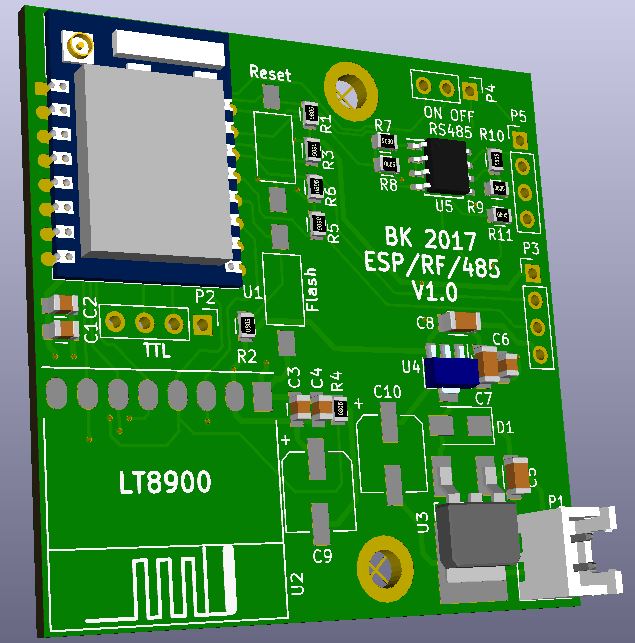 Reset
P4
ON OFF
RS485
P5
R1
R3
R6
R5
R7
R8
R10
R9
R11
U5
BK 2017
ESP/RF/485
V1.0
P3
U1
Flash
P2
C2
C1
TTL
R2
C8
C6
U4
C7
C3
C4
R4
+
C10
+
D1
LT8900
U3
P1
C9
U2